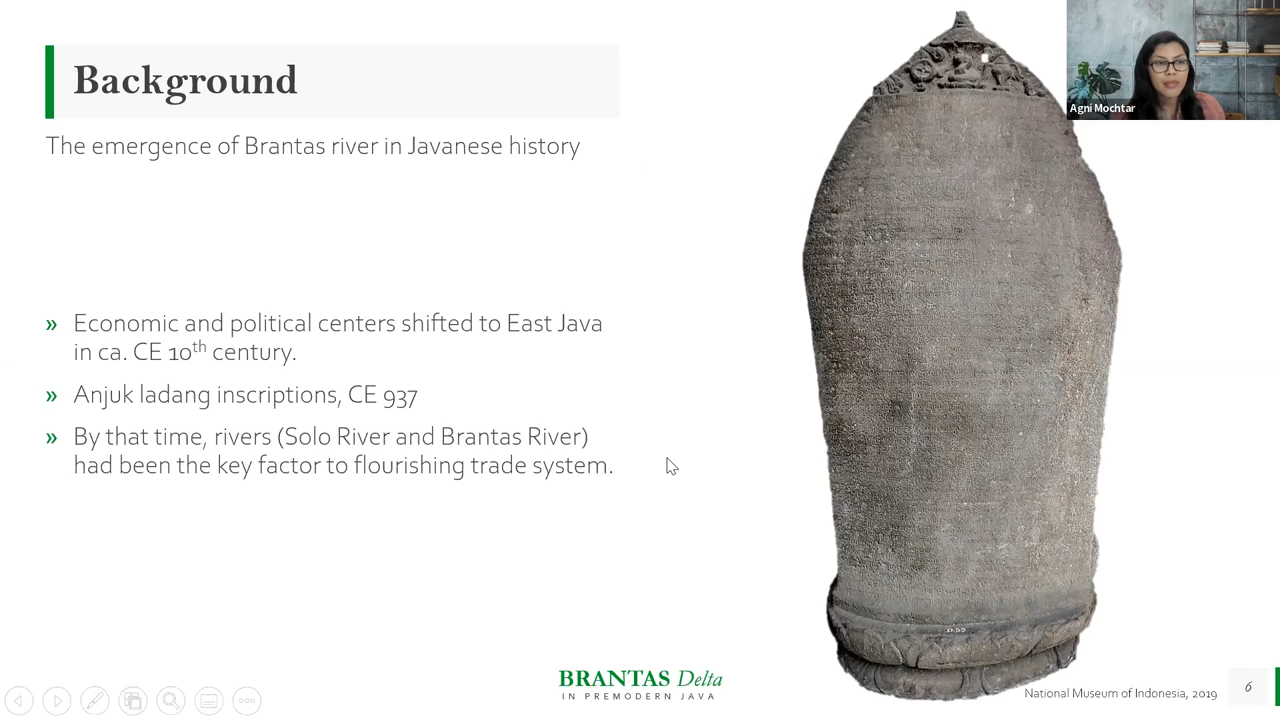 Background
The emergence of Brantas river in Javanese history
» Economic and political centers shifted to East Java
in ca. CE 10th century.
» Anjuk ladang inscriptions, CE 937
» By that time, rivers (Solo River and Brantas River)
had been the key factor to flourishing trade system.
Agni Mochtar
D.59
BRANTAS Delta
IN PREMODERN JAVA
National Museum of Indonesia, 2019
6